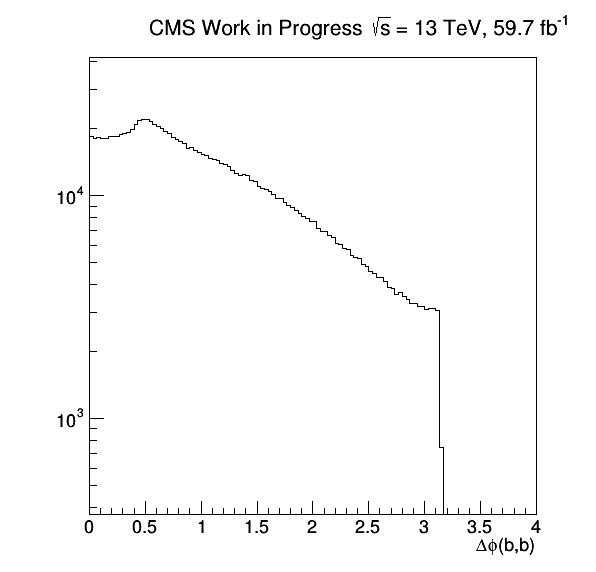 CMS Work in Progress √s = 13 TeV, 59.7 fb⁻¹
10⁴
10³
0 0.5 1 1.5 2 2.5 3 3.5 4
Δϕ(b,b)